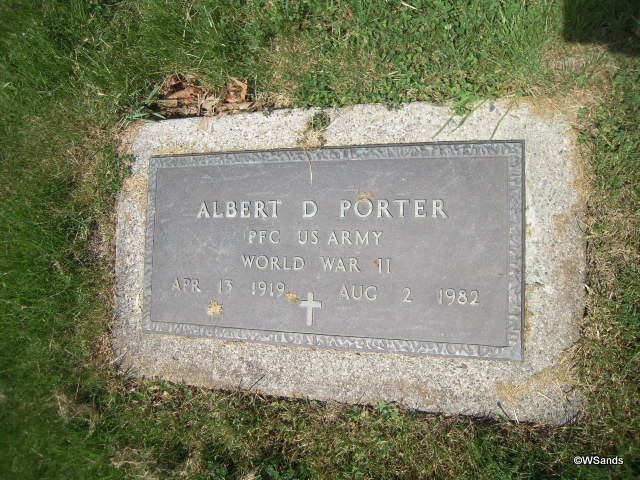 ALBERT D PORTER
PFC US ARMY
WORLD WAR II
APR 13 1919 AUG 2 1982
©WSands